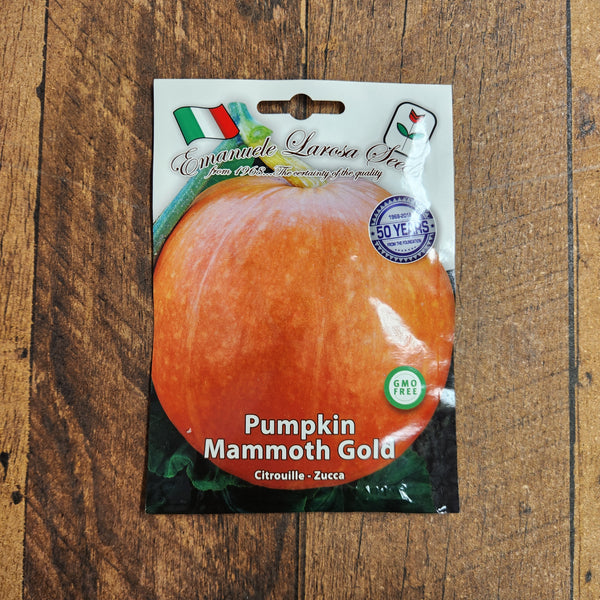 Emanuele Larosa Seeds
from 1968...The certainty of the quality
1968-2018
50 YEARS
FROM THE FOUNDATION
GMO
FREE
Pumpkin
Mammoth Gold
Citrouille - Zucca